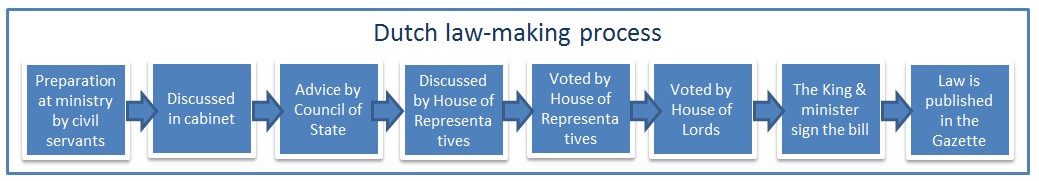 Dutch law-making process
Preparation
at ministry
by civil
servants
Discussed
in cabinet
Advice by
Council of
State
Discussed
by House of
Representa
tives
Voted by
House of
Representa
tives
Voted by
House of
Lords
The King &
minister
sign the bill
Law is
published
in the
Gazette